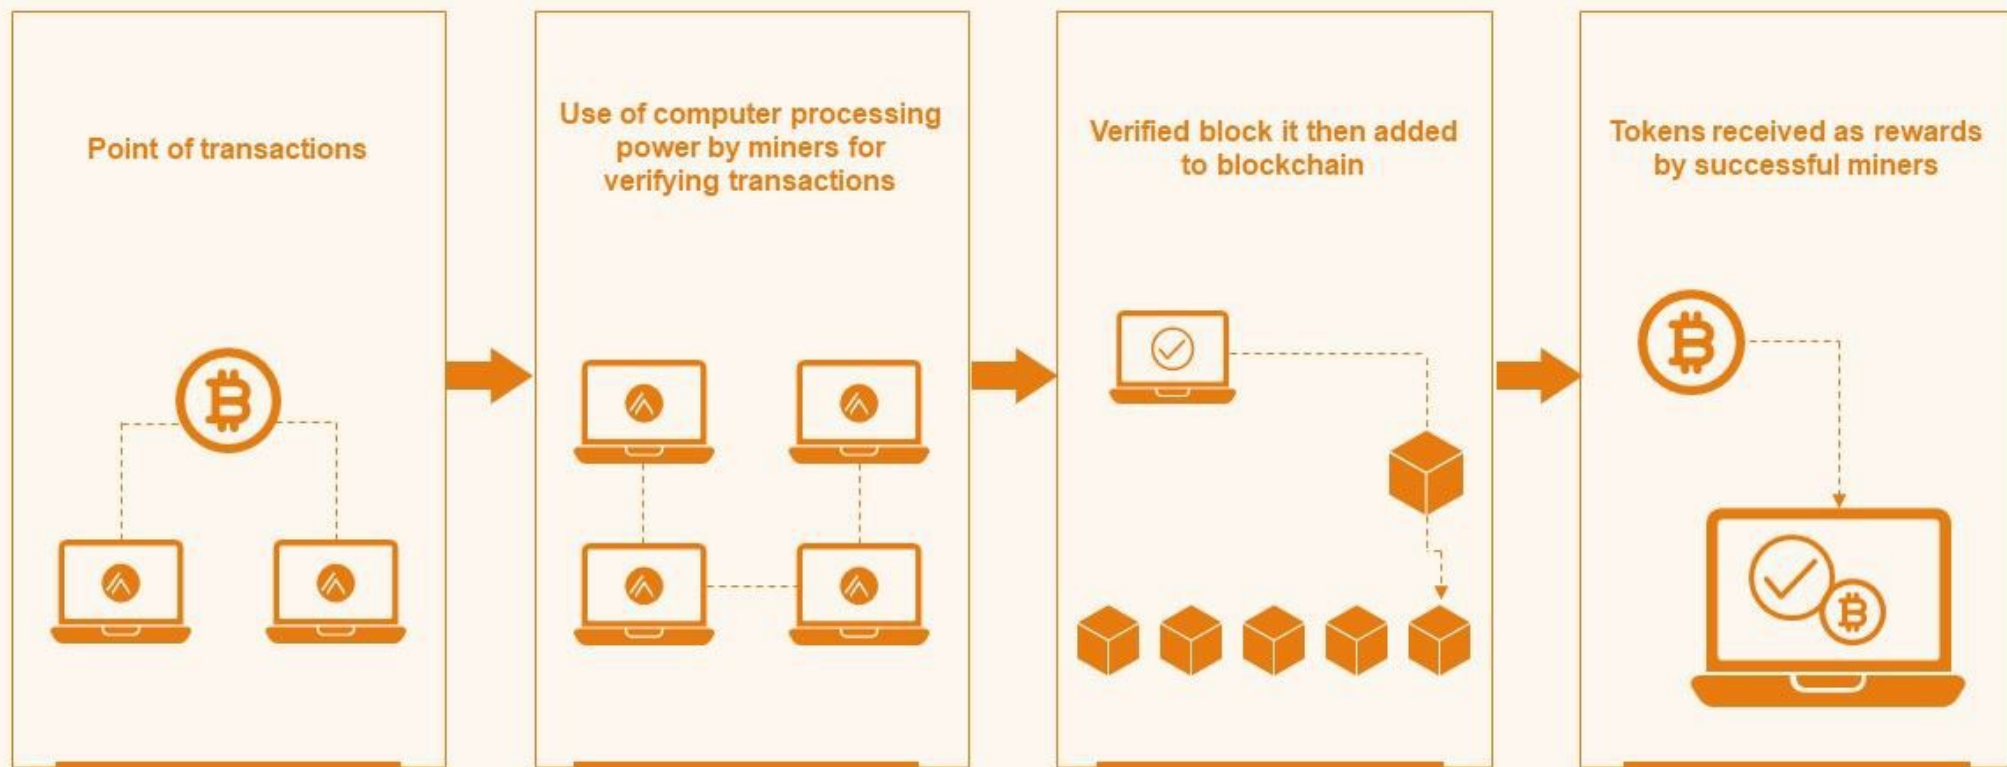 Point of transactions
Use of computer processing
power by miners for
verifying transactions
Verified block it then added
to blockchain
Tokens received as rewards
by successful miners